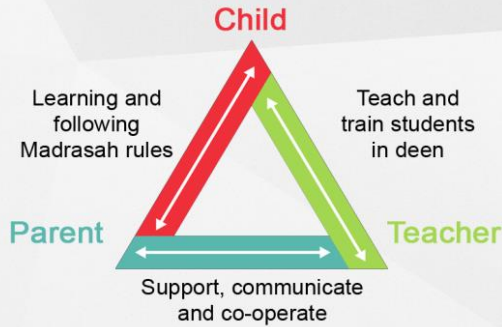 Child
Learning and
following
Madrasah rules
Teach and
train students
in deen
Parent
Teacher
Support, communicate
and co-operate